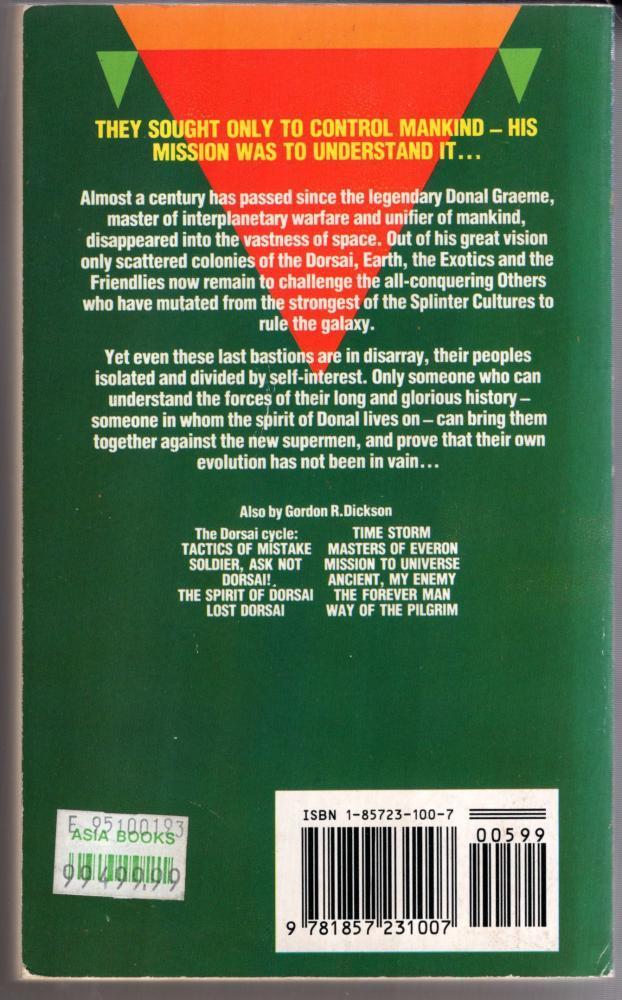 THEY SOUGHT ONLY TO CONTROL MANKIND – HIS
MISSION WAS TO UNDERSTAND IT...
Almost a century has passed since the legendary Donal Graeme,
master of interplanetary warfare and unifier of mankind,
disappeared into the vastness of space. Out of his great vision
only scattered colonies of the Dorsai, Earth, the Exotics and the
Friendlies now remain to challenge the all-conquering Others
who have mutated from the strongest of the Splinter Cultures to
rule the galaxy.
Yet even these last bastions are in disarray, their peoples
isolated and divided by self-interest. Only someone who can
understand the forces of their long and glorious history –
someone in whom the spirit of Donal lives on – can bring them
together against the new supermen, and prove that their own
evolution has not been in vain...
Also by Gordon R. Dickson
The Dorsai cycle:
TACTICS OF MISTAKE
SOLDIER, ASK NOT
DORSAI!
THE SPIRIT OF DORSAI
LOST DORSAI
TIME STORM
MASTERS OF EVERON
MISSION TO UNIVERSE
ANCIENT, MY ENEMY
THE FOREVER MAN
WAY OF THE PILGRIM
E 95100193
ASIA BOOKS
ISBN 1-85723-100-7
00599
9 781857 231007